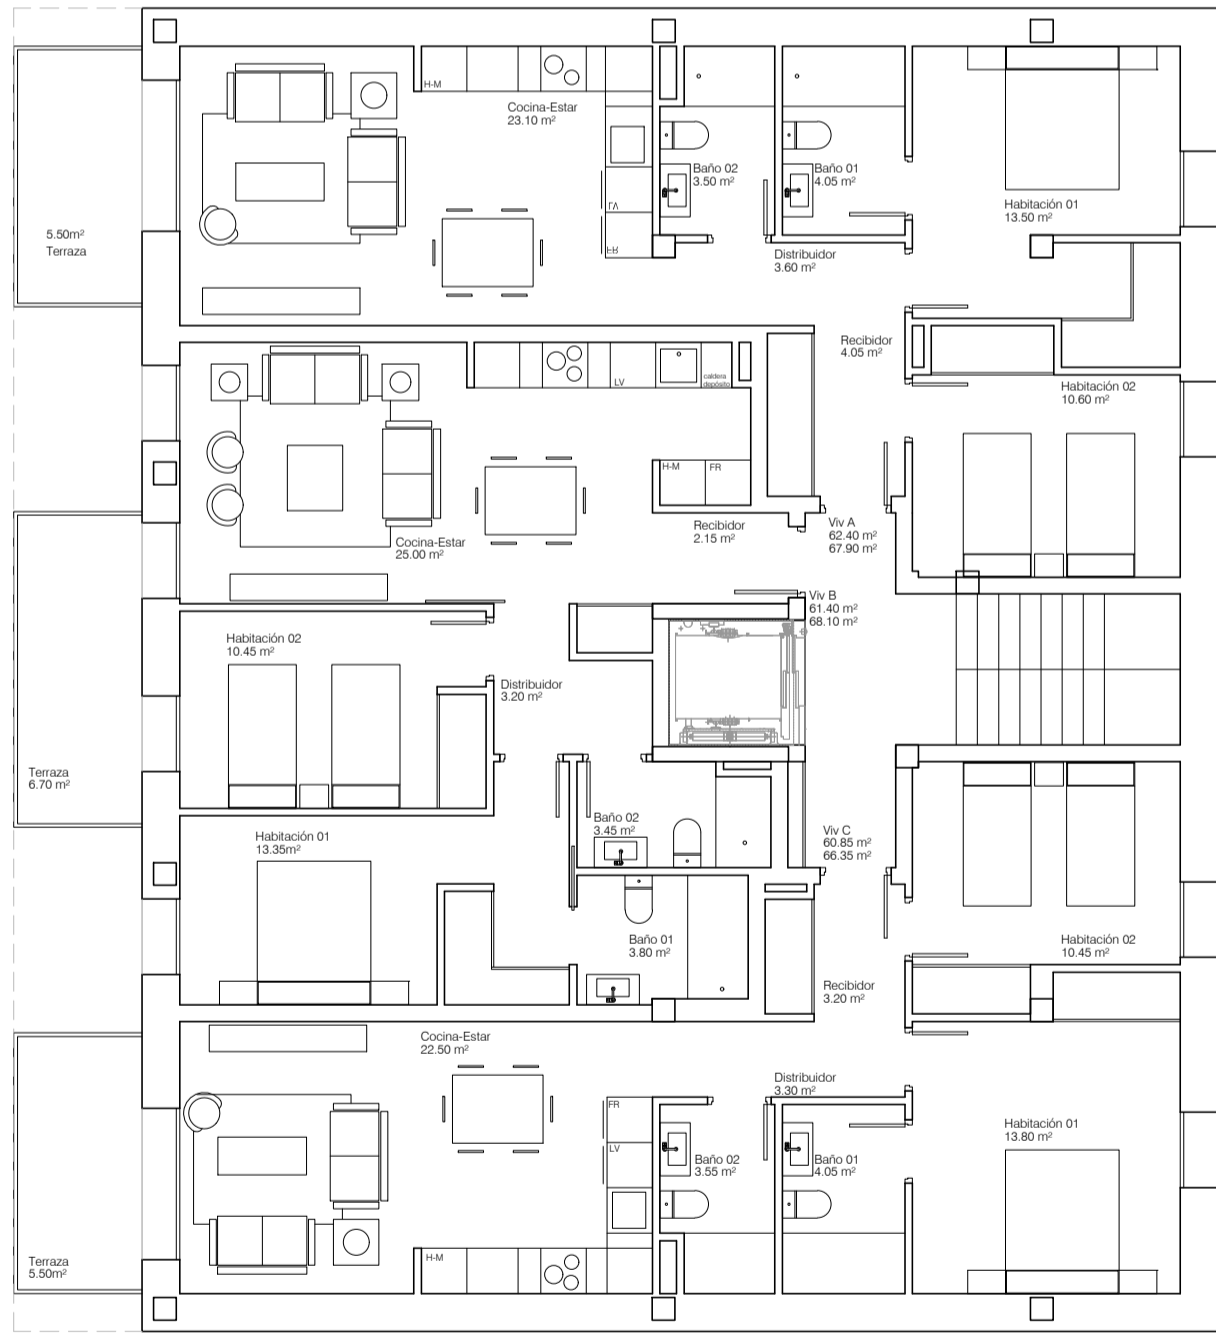 H-M
Cocina-Estar
23.10 m²
Baño 02
3.50 m²
Baño 01
4.05 m²
Habitación 01
13.50 m²
LV
FR
5.50m²
Terraza
Distribuidor
3.60 m²
Recibidor
4.05 m²
LV
caldera
depósito
Habitación 02
10.60 m²
H-M
FR
Cocina-Estar
25.00 m²
Recibidor
2.15 m²
Viv A
62.40 m²
67.90 m²
Viv B
61.40 m²
68.10 m²
Habitación 02
10.45 m²
Distribuidor
3.20 m²
Terraza
6.70 m²
Habitación 01
13.35m²
Baño 02
3.45 m²
Viv C
60.85 m²
66.35 m²
Baño 01
3.80 m²
Habitación 02
10.45 m²
Recibidor
3.20 m²
Cocina-Estar
22.50 m²
Distribuidor
3.30 m²
FR
LV
Baño 02
3.55 m²
Baño 01
4.05 m²
Habitación 01
13.80 m²
Terraza
5.50m²
H-M